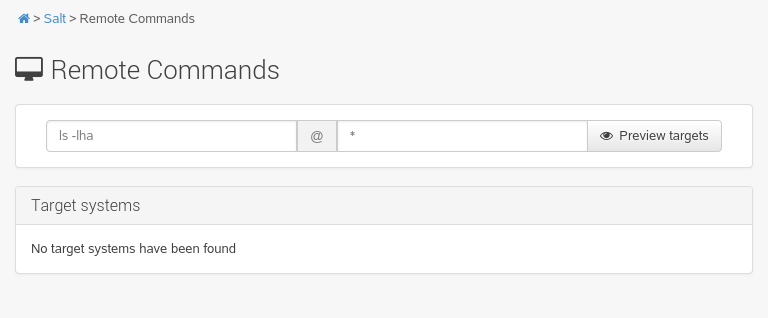 > Salt > Remote Commands
Remote Commands
ls -lha @ * Preview targets
Target systems
No target systems have been found